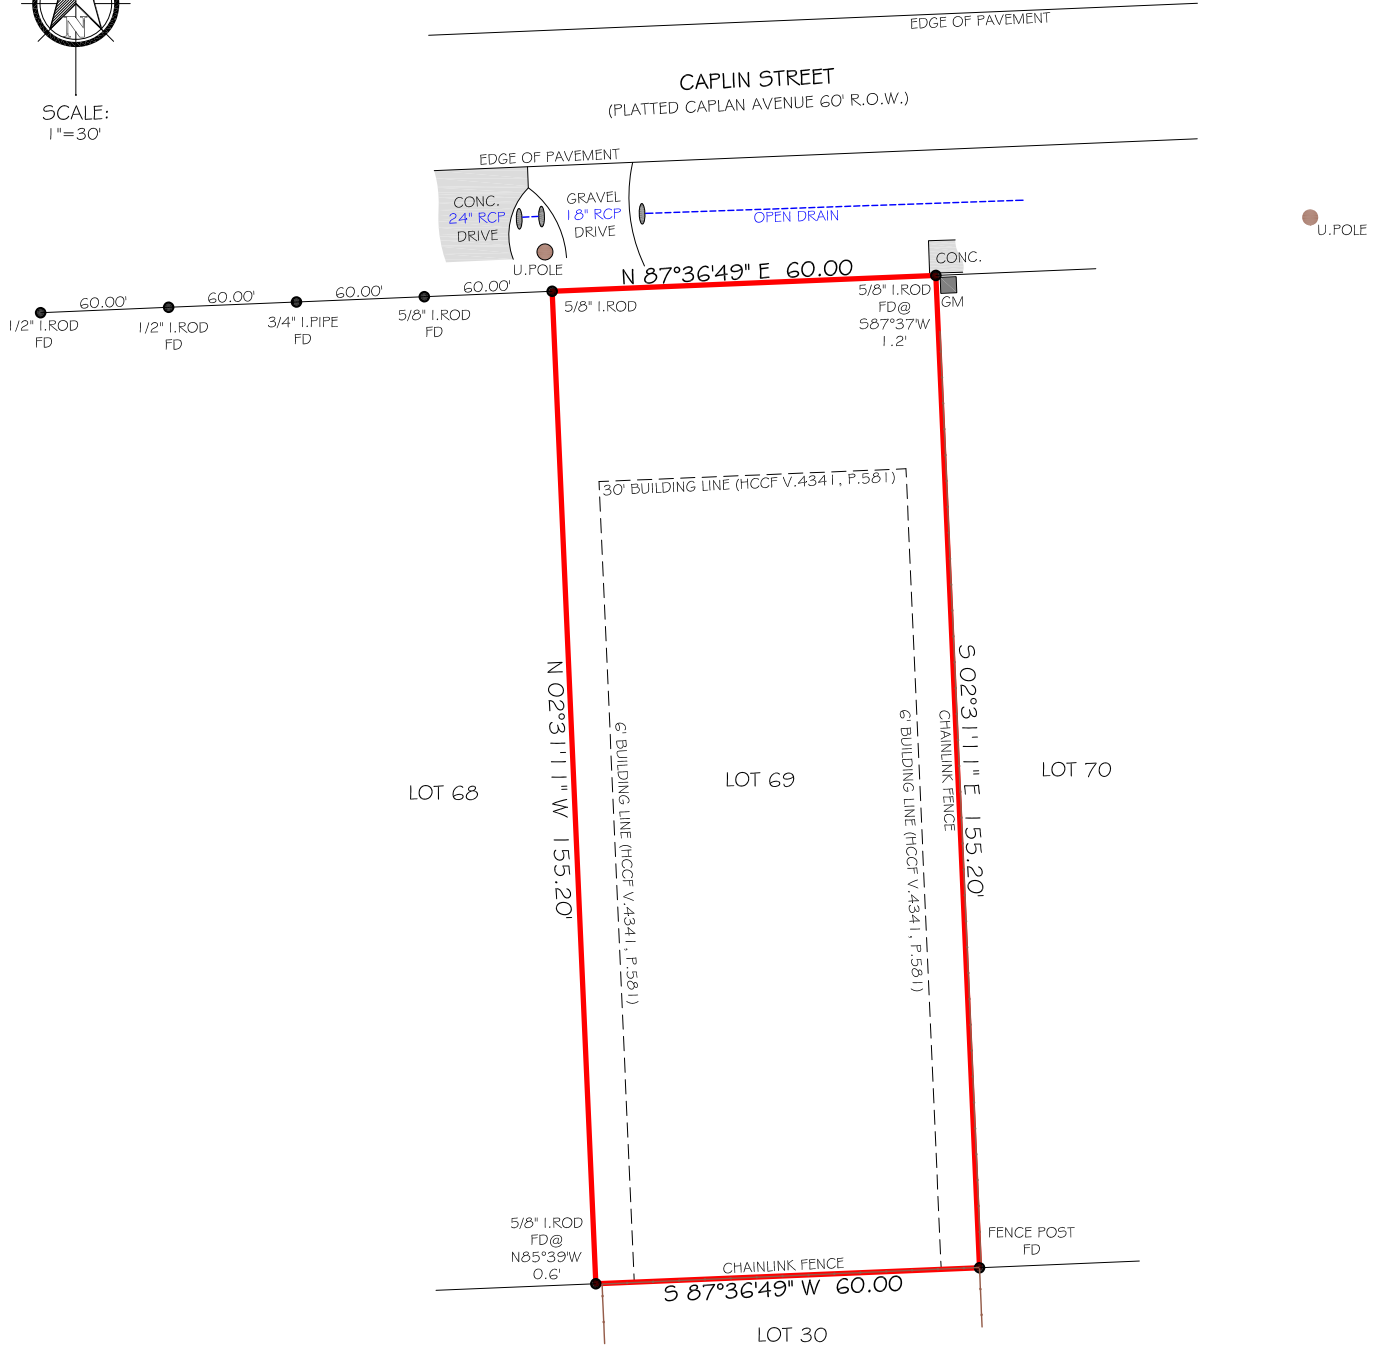 EDGE OF PAVEMENT
N
CAPLIN STREET
(PLATTED CAPLAN AVENUE 60' R.O.W.)
SCALE:
1"=30'
EDGE OF PAVEMENT
CONC.
24" RCP
DRIVE
GRAVEL
18" RCP
DRIVE
OPEN DRAIN
U.POLE
U.POLE
CONC.
N 87°36'49" E 60.00
GM
60.00'
60.00'
60.00'
60.00'
1/2" I.ROD
FD
1/2" I.ROD
FD
3/4" I.PIPE
FD
5/8" I.ROD
FD
5/8" I.ROD
5/8" I.ROD
FD@
S87°37'W
1.2'
30' BUILDING LINE (HCCF V.4341, P.581)
N 02°31'11" W 155.20'
6' BUILDING LINE (HCCF V.4341, P.581)
6' BUILDING LINE (HCCF V.4341, P.581)
CHAINLINK FENCE
S 02°31'11" E 155.20'
LOT 68
LOT 69
LOT 70
5/8" I.ROD
FD@
N85°39'W
0.6'
FENCE POST
FD
CHAINLINK FENCE
S 87°36'49" W 60.00
LOT 30